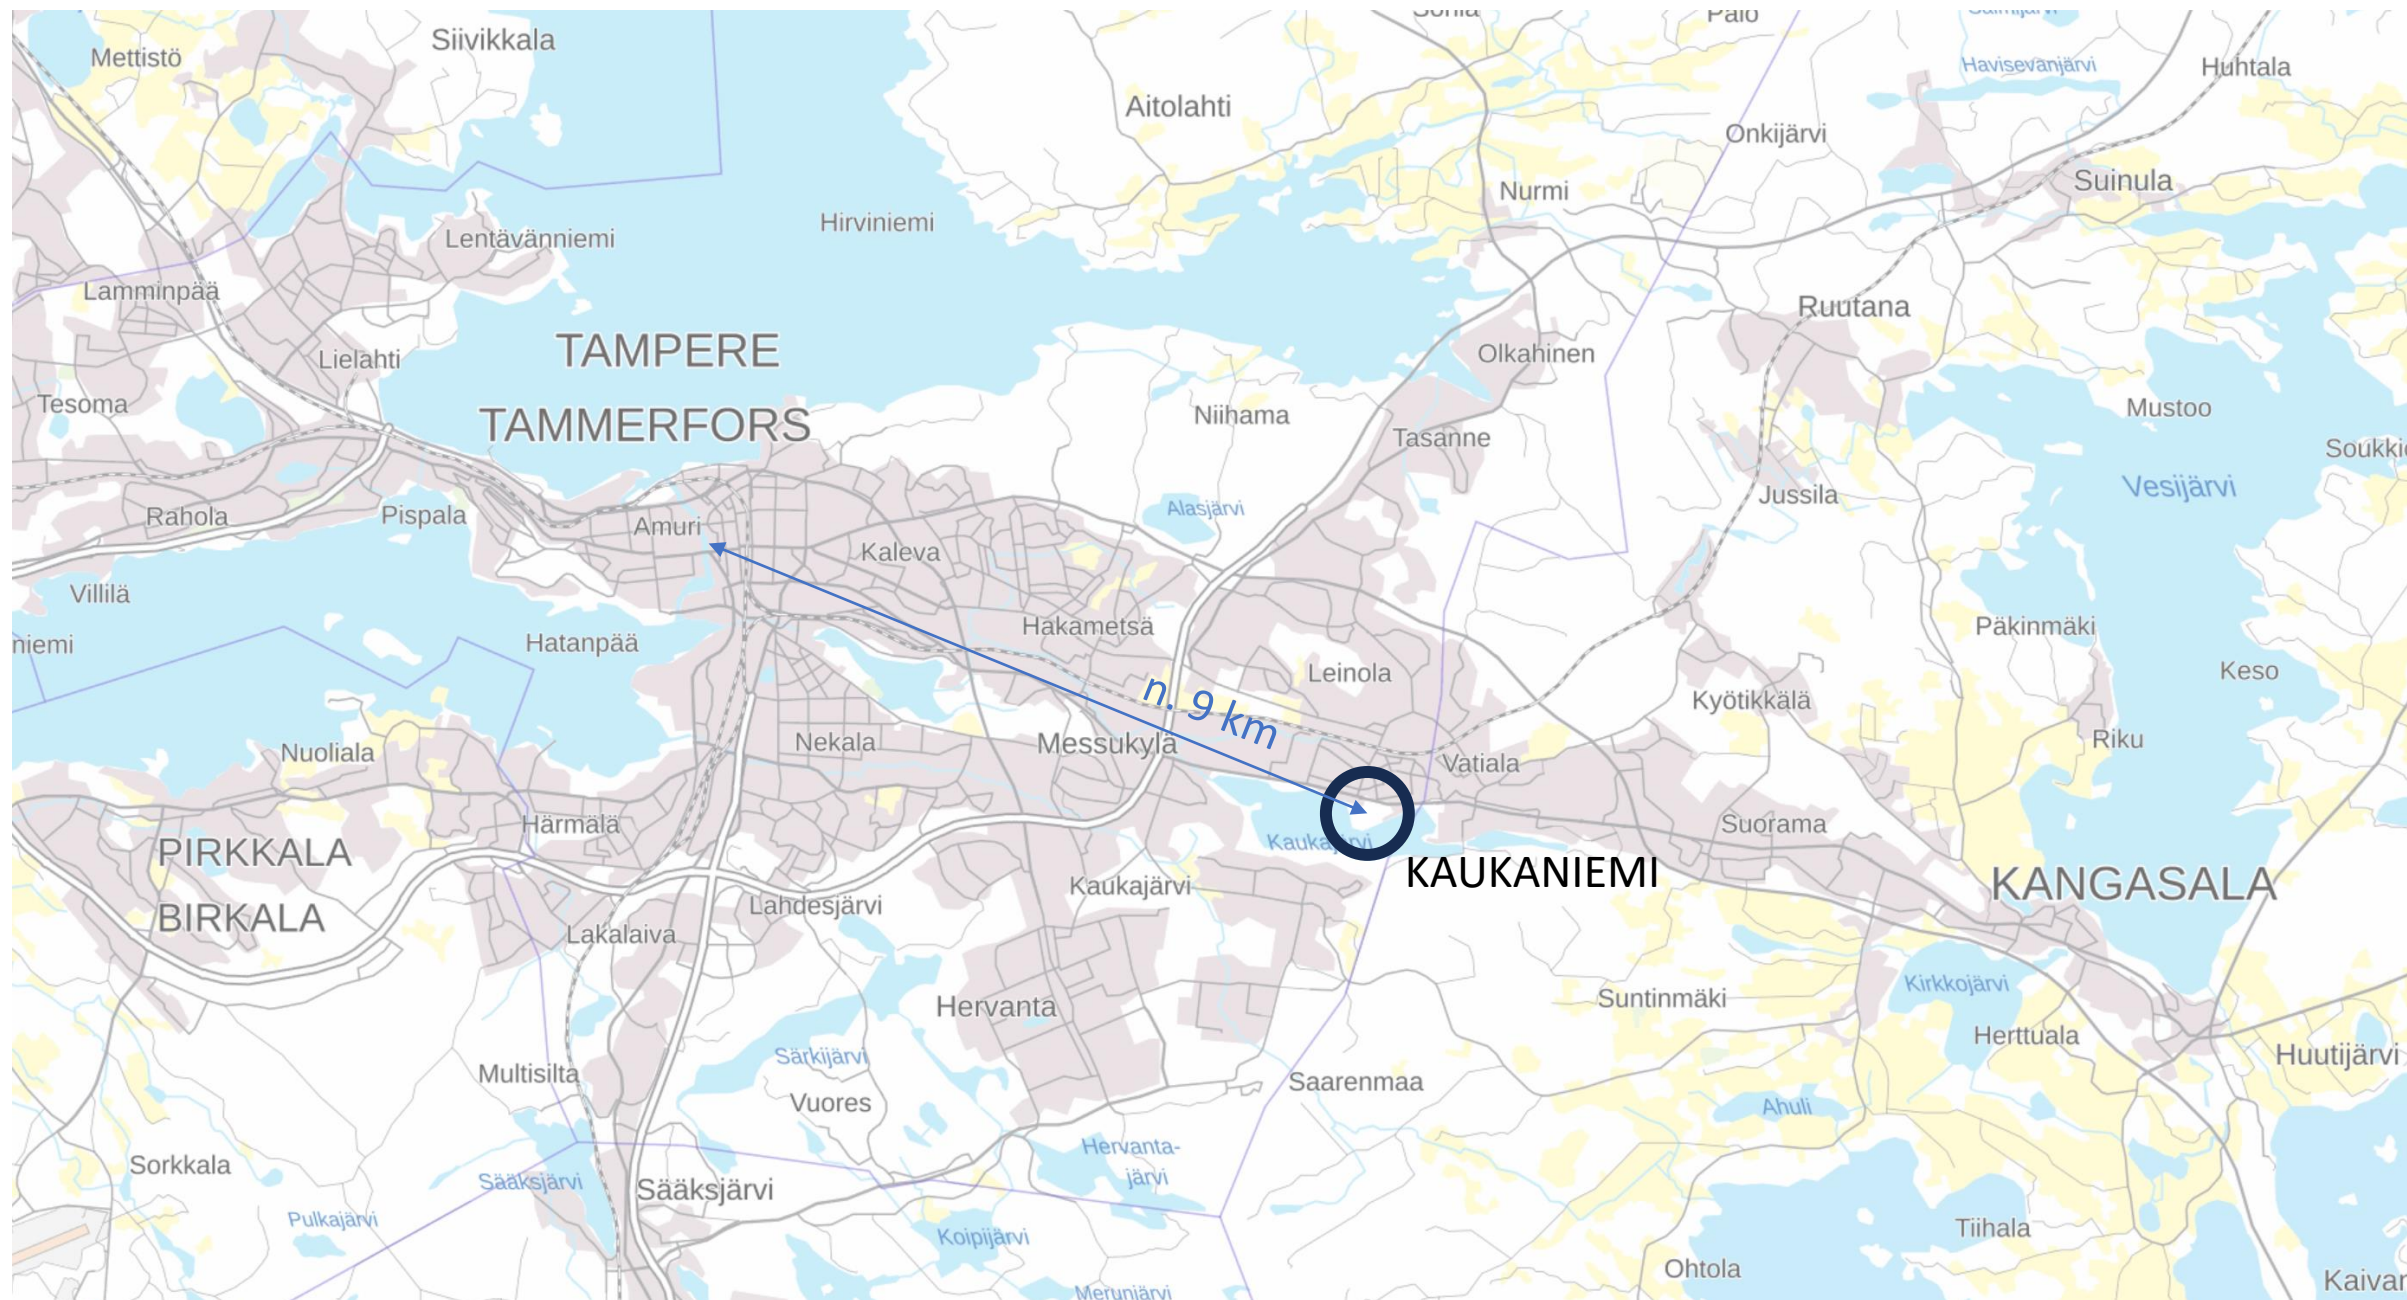 Siivikkala
Mettistö
Palo
Havisevanjärvi
Huhtala
Aitolahti
Onkijärvi
Suinula
Nurmi
Hirviniemi
Lentävänniemi
Lamminpää
Ruutana
TAMPERE
TAMMERFORS
Lielahti
Olkahinen
Tesoma
Niihama
Mustoo
Tasanne
Vesijärvi
Jussila
Alasjärvi
Rahola
Pispala
Amuri
Kaleva
Villilä
Hakametsä
Päkinmäki
niemi
Hatanpää
Leinola
Keso
Kyötikkälä
n. 9 km
Nuoliala
Nekala
Messukylä
Riku
Vatiala
Härmälä
Suorama
Kaukajärvi
PIRKKALA
BIRKALA
KAUKANIEMI
KANGASALA
Kaukajärvi
Lahdesjärvi
Lakalaiva
Kirkkojärvi
Suntinmäki
Hervanta
Herttuala
Huutijärvi
Särkijärvi
Multisilta
Saarenmaa
Vuores
Ahuli
Hervanta-
järvi
Sorkkala
Sääksjärvi
Sääksjärvi
Pulkajärvi
Koipijärvi
Tiihala
Ohtola